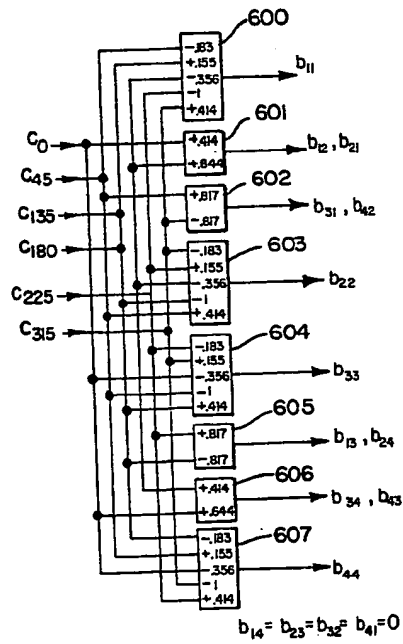 600
-.183
+.155
-.356
-1
+.414
b11
601
+.414
+.644
b12, b21
C0
C45
C135
C180
C225
C315
602
+.817
-.817
b31, b42
603
-.183
+.155
-.356
-1
+.414
b22
604
-.183
+.155
-.356
-1
+.414
b33
605
+.817
-.817
b13, b24
606
+.414
+.644
b34, b43
607
-.183
+.155
-.356
-1
+.414
b44
b14= b23= b32= b41=0